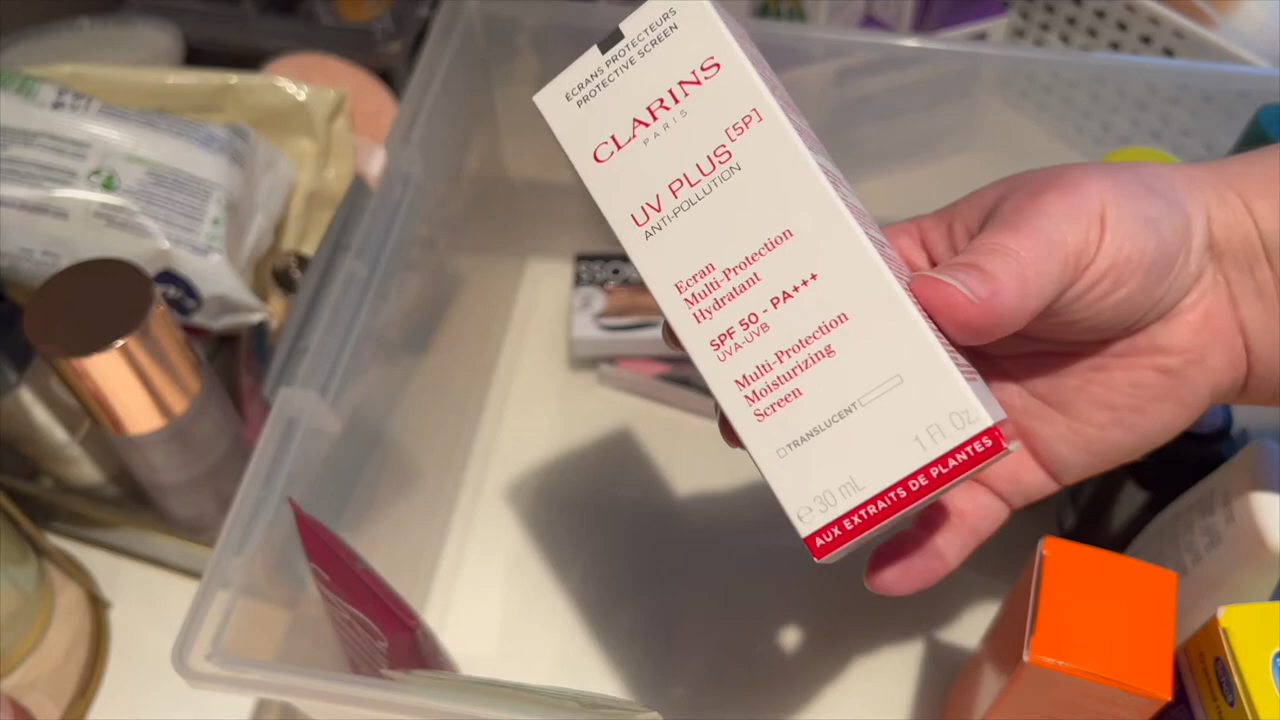 ÉCRANS PROTECTEURS
PROTECTIVE SCREEN
CLARINS
PARIS
UV PLUS [5P]
ANTI-POLLUTION
Ecran
Multi-Protection
Hydratant
SPF 50 - PA+++
UVA-UVB
Multi-Protection
Moisturizing
Screen
TRANSLUCENT
℮ 30 mL 1 Fl. Oz.
AUX EXTRAITS DE PLANTES